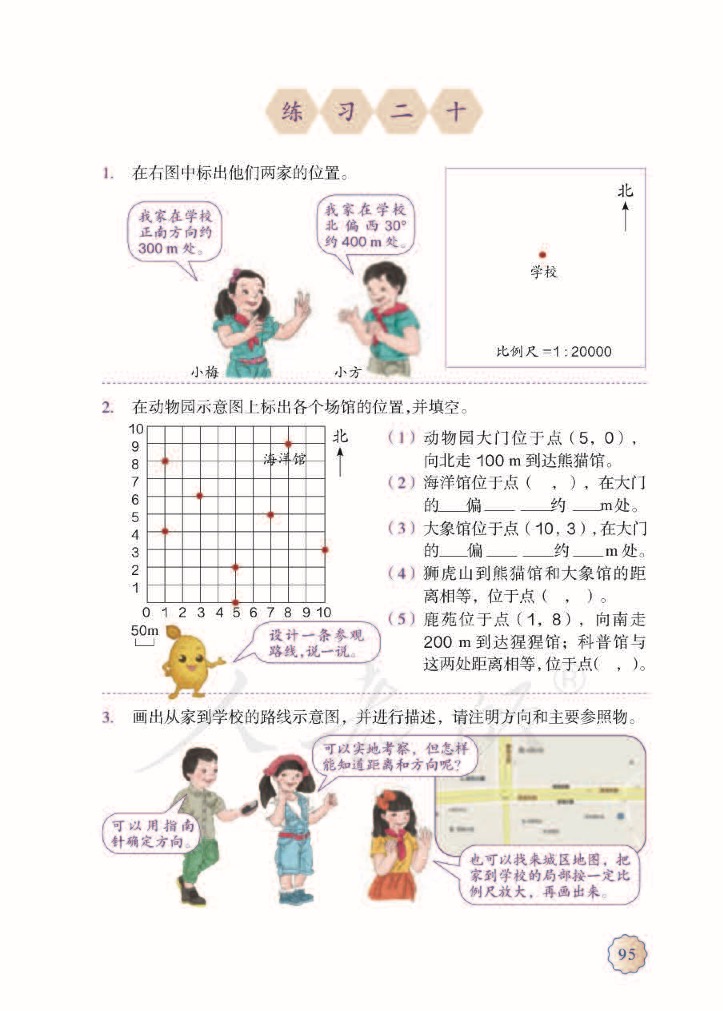 练习二十
1. 在右图中标出他们两家的位置。
我家在学校
正南方向约
300 m 处。
我家在学校
北偏西30°
约400 m 处。
小梅
小方
北
学校
比例尺=1:20000
2. 在动物园示意图上标出各个场馆的位置,并填空。
10
9
8
7
6
5
4
3
2
1
0 1 2 3 4 5 6 7 8 9 10
海洋馆
北
50m
设计一条参观
路线,说一说。
(1) 动物园大门位于点(5, 0),
向北走 100 m 到达熊猫馆。
(2) 海洋馆位于点( , ), 在大门
的___偏___ ___约___m处。
(3) 大象馆位于点(10, 3), 在大门
的___偏___ ___约___m处。
(4) 狮虎山到熊猫馆和大象馆的距
离相等, 位于点( , )。
(5) 鹿苑位于点(1, 8), 向南走
200 m 到达猩猩馆; 科普馆与
这两处距离相等, 位于点( , )。
3. 画出从家到学校的路线示意图, 并进行描述, 请注明方向和主要参照物。
可以实地考察, 但怎样
能知道距离和方向呢?
可以用指南
针确定方向。
也可以找来城区地图, 把
家到学校的局部按一定比
例尺放大, 再画出来。
95